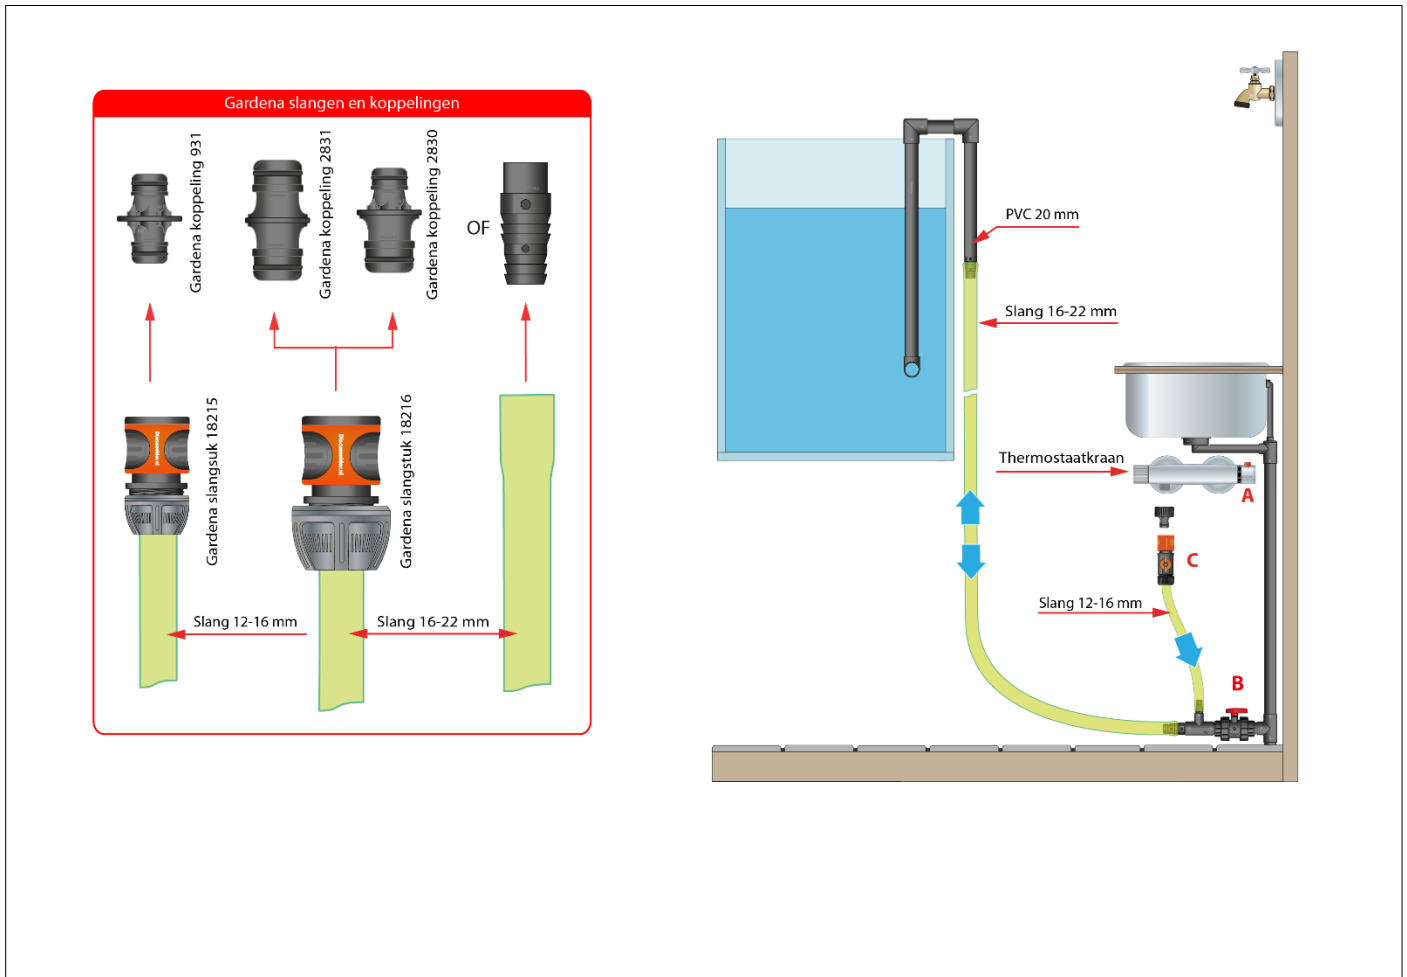 Gardena slangen en koppelingen
Gardena koppeling 931
Gardena koppeling 2831
Gardena koppeling 2830
OF
Gardena slangsuk 18215
Gardena slangstuk 18216
Slang 12-16 mm
Slang 16-22 mm
PVC 20 mm
Slang 16-22 mm
Thermostaatkraan
A
C
Slang 12-16 mm
B